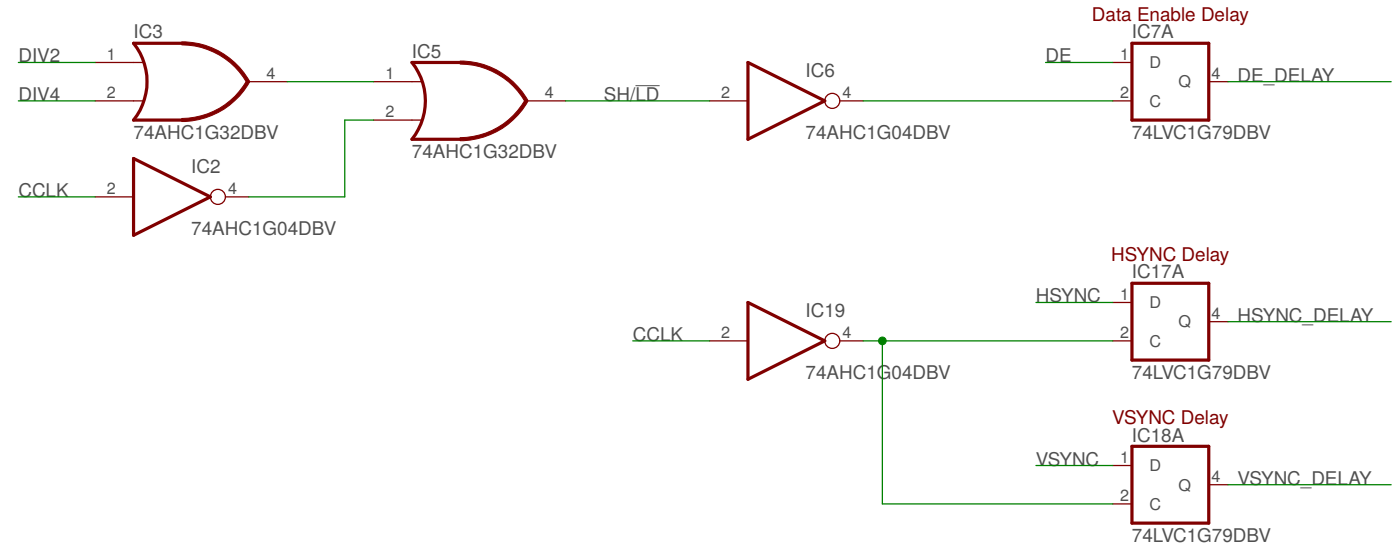 Data Enable Delay
IC3
IC7A
DIV2
1
4
IC5
1
4
SH/L̅D̅
2
IC6
4
DE
1
D
Q
4
DE_DELAY
2
C
DIV4
2
74AHC1G32DBV
2
74AHC1G32DBV
74AHC1G04DBV
74LVC1G79DBV
IC2
CCLK
2
4
74AHC1G04DBV
HSYNC Delay
IC17A
HSYNC
1
D
Q
4
HSYNC_DELAY
2
C
IC19
CCLK
2
4
74AHC1G04DBV
74LVC1G79DBV
VSYNC Delay
IC18A
VSYNC
1
D
Q
4
VSYNC_DELAY
2
C
74LVC1G79DBV